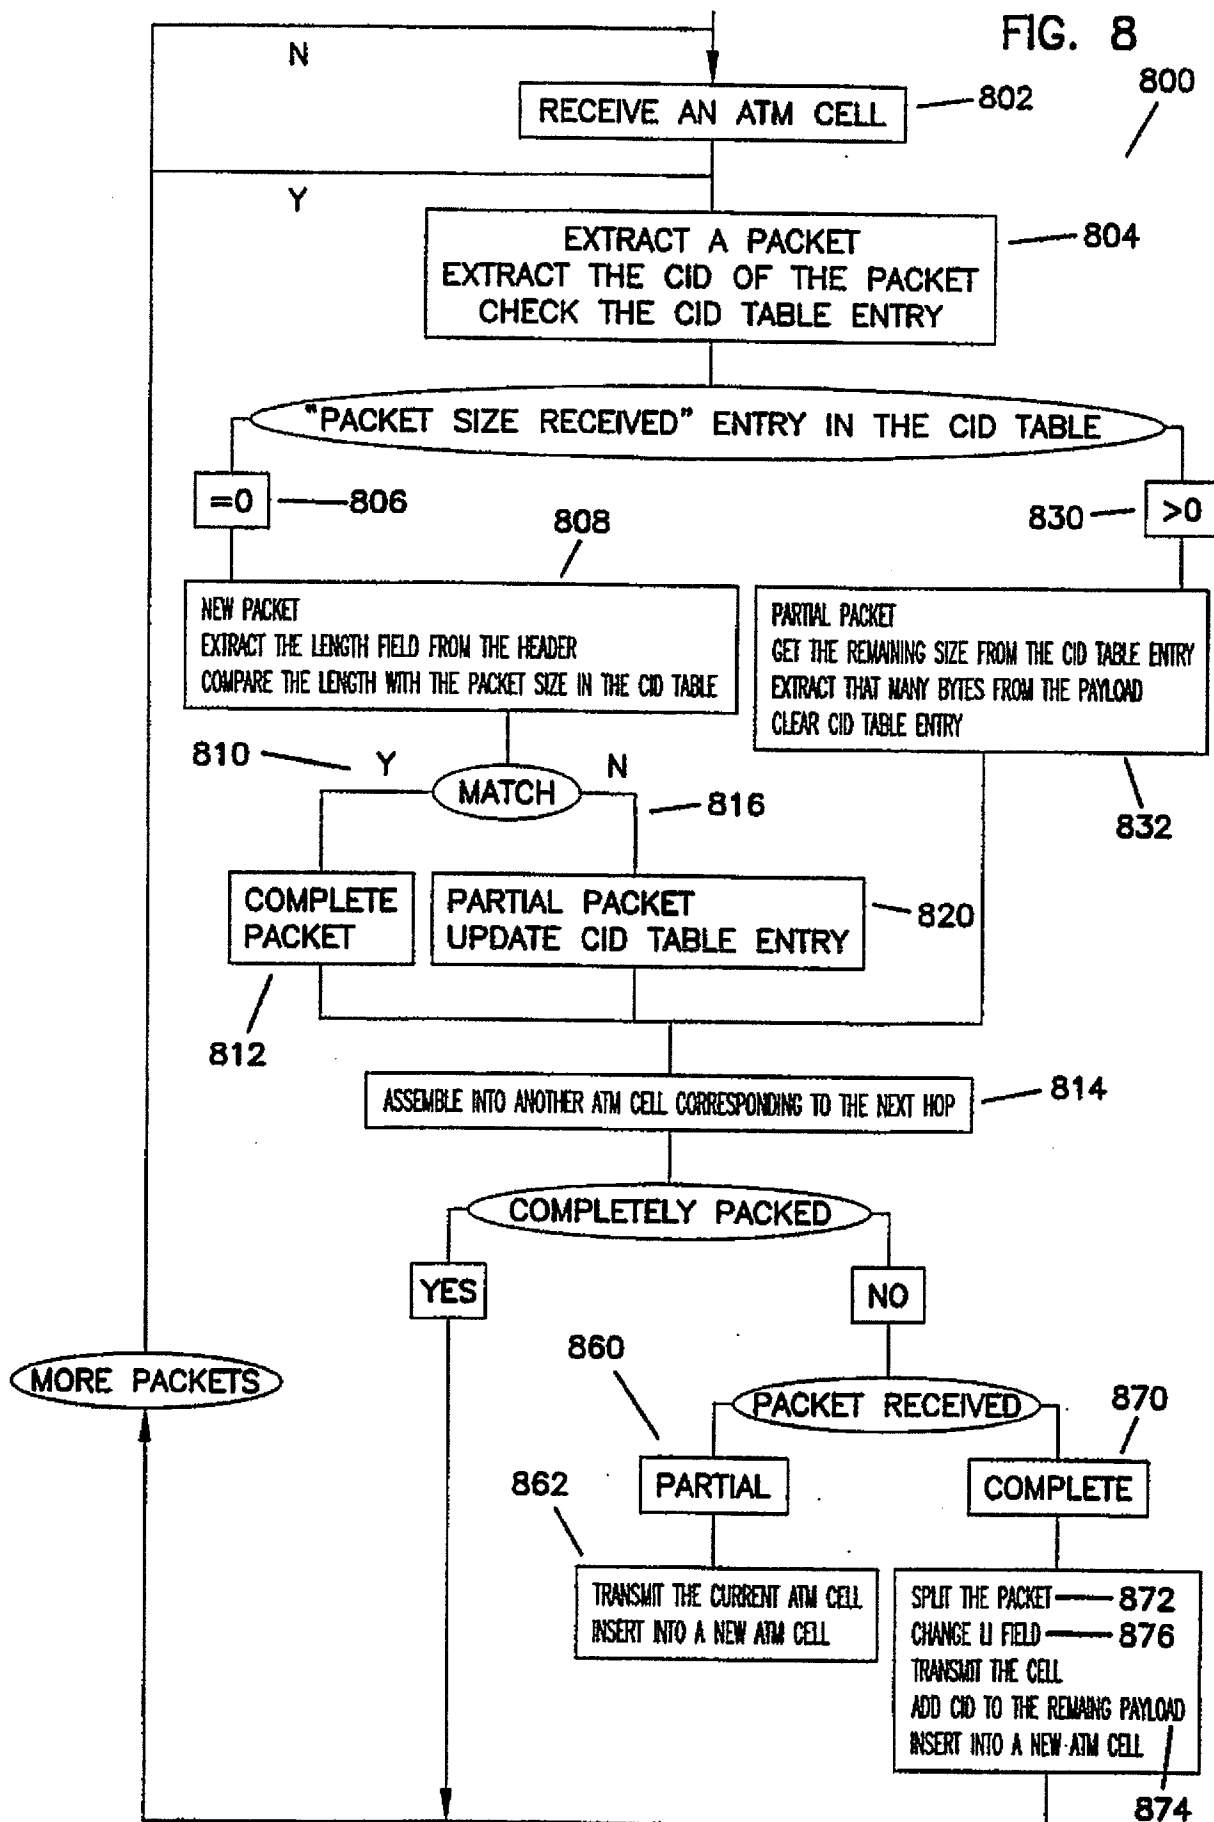 FIG. 8
800
N
RECEIVE AN ATM CELL
802
Y
EXTRACT A PACKET
EXTRACT THE CID OF THE PACKET
CHECK THE CID TABLE ENTRY
804
"PACKET SIZE RECEIVED" ENTRY IN THE CID TABLE
=0
806
830
>0
808
NEW PACKET
EXTRACT THE LENGTH FIELD FROM THE HEADER
COMPARE THE LENGTH WITH THE PACKET SIZE IN THE CID TABLE
PARTIAL PACKET
GET THE REMAINING SIZE FROM THE CID TABLE ENTRY
EXTRACT THAT MANY BYTES FROM THE PAYLOAD
CLEAR CID TABLE ENTRY
832
810
Y
MATCH
N
816
COMPLETE
PACKET
812
PARTIAL PACKET
UPDATE CID TABLE ENTRY
820
ASSEMBLE INTO ANOTHER ATM CELL CORRESPONDING TO THE NEXT HOP
814
COMPLETELY PACKED
YES
NO
MORE PACKETS
860
PACKET RECEIVED
870
862
PARTIAL
COMPLETE
TRANSMIT THE CURRENT ATM CELL
INSERT INTO A NEW ATM CELL
SPLIT THE PACKET 872
CHANGE LI FIELD 876
TRANSMIT THE CELL
ADD CID TO THE REMAING PAYLOAD
INSERT INTO A NEW ATM CELL
874